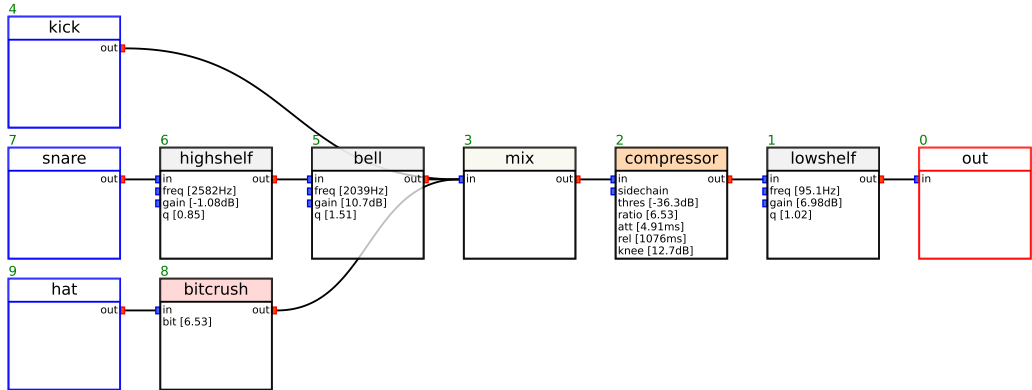 4
kick
out
7
snare
out
6
highshelf
in
out
freq [2582Hz]
gain [-1.08dB]
q [0.85]
5
bell
in
out
freq [2039Hz]
gain [10.7dB]
q [1.51]
3
mix
in
out
2
compressor
in
out
sidechain
thres [-36.3dB]
ratio [6.53]
att [4.91ms]
rel [1076ms]
knee [12.7dB]
1
lowshelf
in
out
freq [95.1Hz]
gain [6.98dB]
q [1.02]
0
out
in
9
hat
out
8
bitcrush
in
out
bit [6.53]